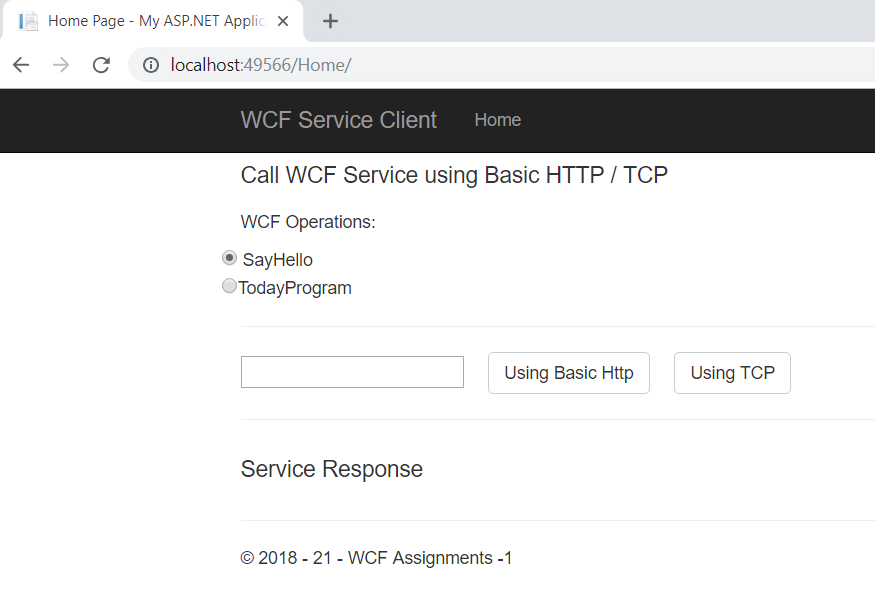 Home Page - My ASP.NET Applic
localhost:49566/Home/
WCF Service Client Home
Call WCF Service using Basic HTTP / TCP
WCF Operations:
SayHello
TodayProgram
Using Basic Http Using TCP
Service Response
© 2018 - 21 - WCF Assignments -1